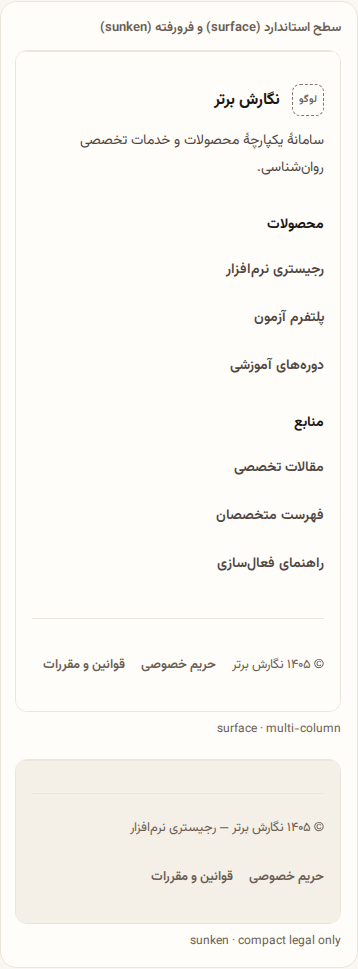 سطح استاندارد (surface) و فرورفته (sunken)
لوگو
نگارش برتر
سامانهٔ یکپارچهٔ محصولات و خدمات تخصصی
روان‌شناسی.
محصولات
رجیستری نرم‌افزار
پلتفرم آزمون
دوره‌های آموزشی
منابع
مقالات تخصصی
فهرست متخصصان
راهنمای فعال‌سازی
© ۱۴۰۵ نگارش برتر حریم خصوصی قوانین و مقررات
surface · multi-column
© ۱۴۰۵ نگارش برتر — رجیستری نرم‌افزار
حریم خصوصی قوانین و مقررات
sunken · compact legal only